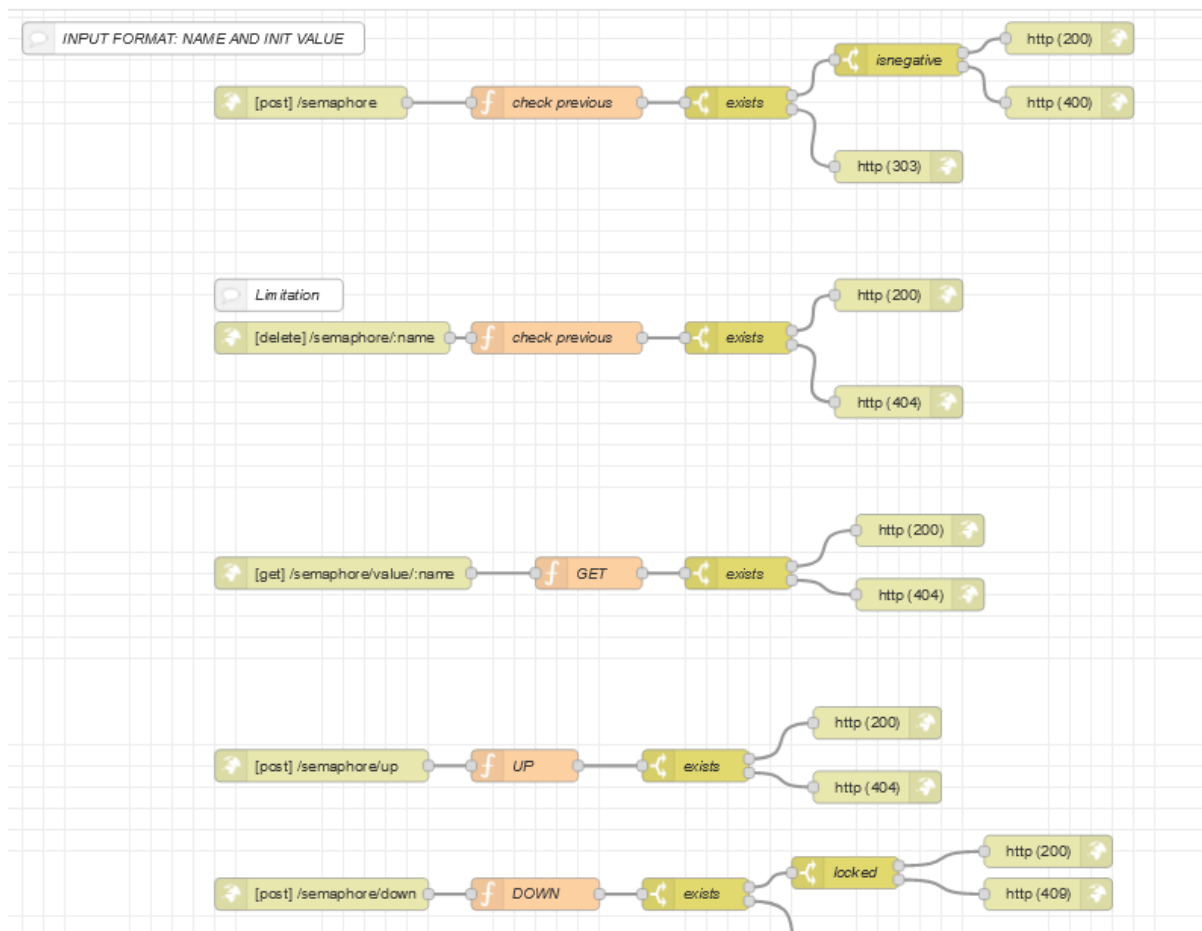 INPUT FORMAT: NAME AND INIT VALUE
http (200)
isnegative
[post] /semaphore
check previous
exists
http (400)
http (303)
Limitation
http (200)
[delete] /semaphore/:name
check previous
exists
http (404)
http (200)
[get] /semaphore/value/:name
GET
exists
http (404)
http (200)
[post] /semaphore/up
UP
exists
http (404)
http (200)
locked
[post] /semaphore/down
DOWN
exists
http (409)